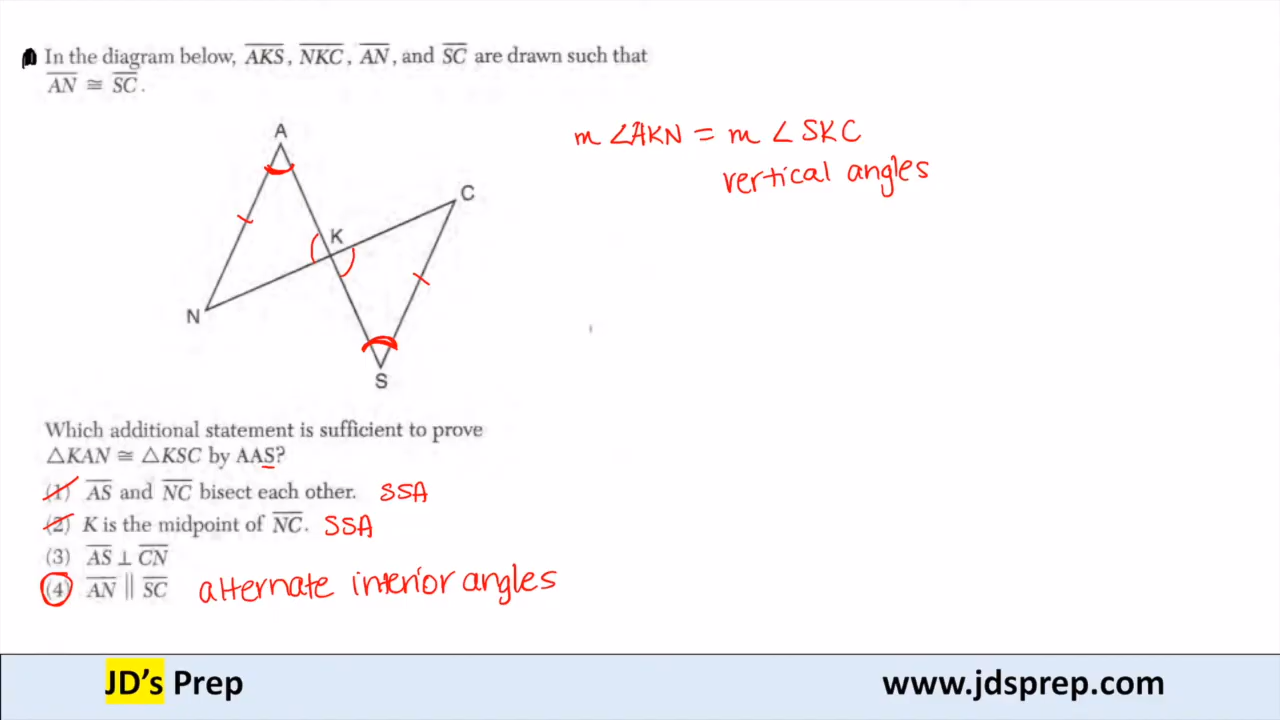 In the diagram below, AKS, NKC, AN, and SC are drawn such that
AN ≅ SC.
m ∠AKN = m ∠SKC
vertical angles
A
C
K
N
S
Which additional statement is sufficient to prove
△KAN ≅ △KSC by AAS?
(1) AS and NC bisect each other. SSA
(2) K is the midpoint of NC. SSA
(3) AS ⊥ CN
(4) AN ∥ SC alternate interior angles
JD's Prep
www.jdsprep.com